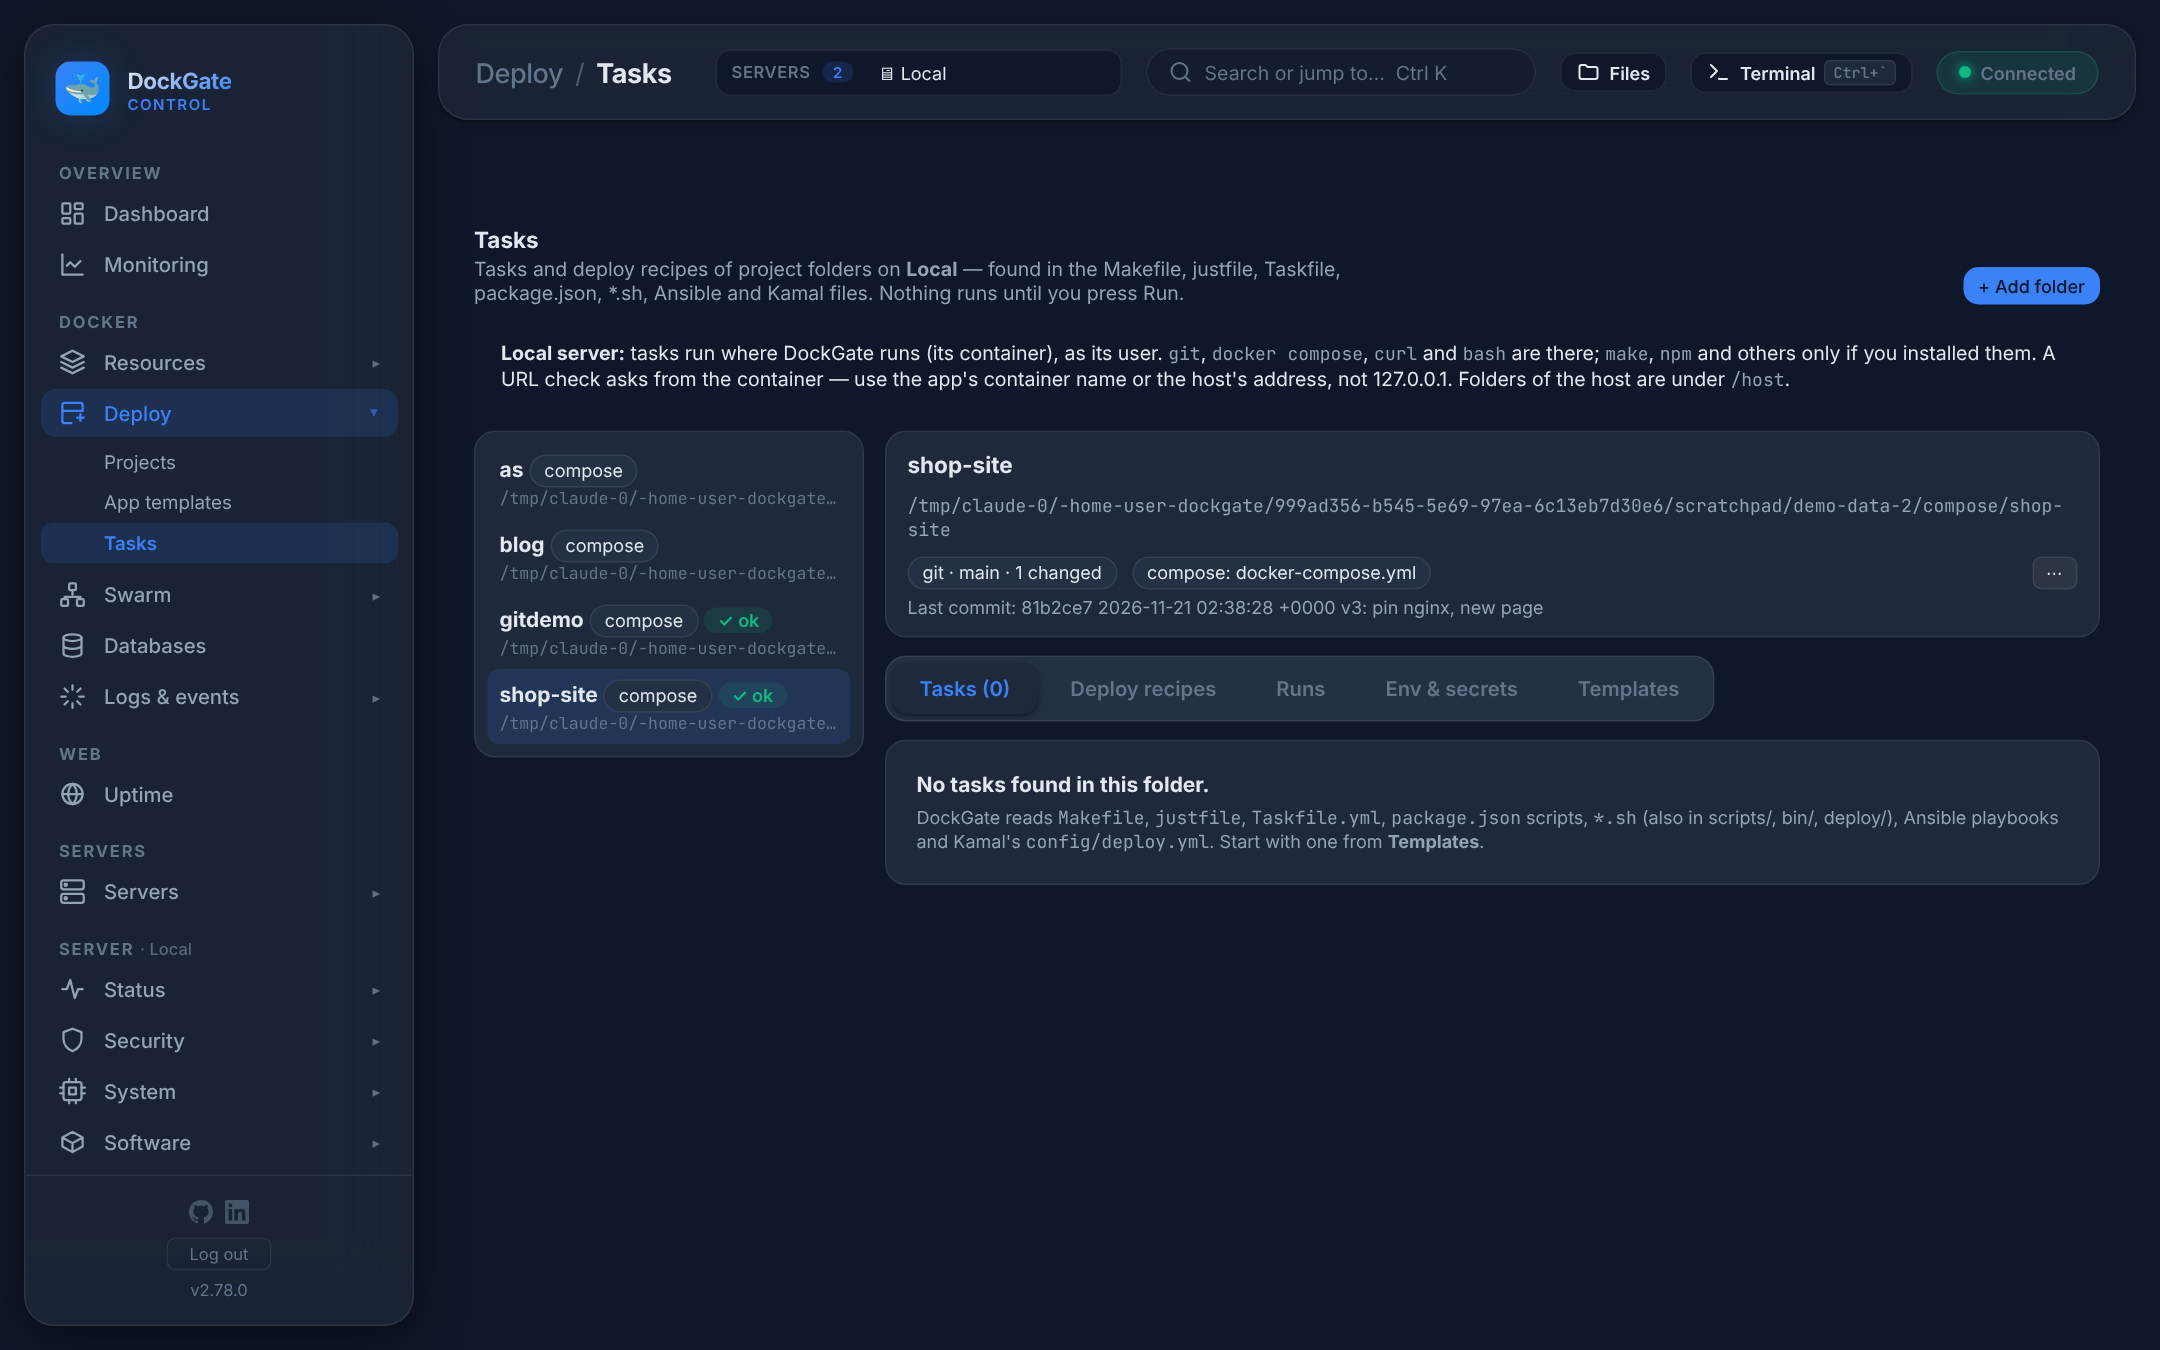 DockGate
CONTROL
OVERVIEW
Dashboard
Monitoring
DOCKER
Resources
Deploy
Projects
App templates
Tasks
Swarm
Databases
Logs & events
WEB
Uptime
SERVERS
Servers
SERVER · Local
Status
Security
System
Software
Log out
v2.78.0
Deploy / Tasks
SERVERS 2 Local
Search or jump to... Ctrl K
Files
Terminal Ctrl+`
Connected
Tasks
Tasks and deploy recipes of project folders on Local — found in the Makefile, justfile, Taskfile,
package.json, *.sh, Ansible and Kamal files. Nothing runs until you press Run.
+ Add folder
Local server: tasks run where DockGate runs (its container), as its user. git, docker compose, curl and bash are there; make, npm and others only if you installed them. A
URL check asks from the container — use the app's container name or the host's address, not 127.0.0.1. Folders of the host are under /host.
as compose
/tmp/claude-0/-home-user-dockgate…
blog compose
/tmp/claude-0/-home-user-dockgate…
gitdemo compose ✓ ok
/tmp/claude-0/-home-user-dockgate…
shop-site compose ✓ ok
/tmp/claude-0/-home-user-dockgate…
shop-site
/tmp/claude-0/-home-user-dockgate/999ad356-b545-5e69-97ea-6c13eb7d30e6/scratchpad/demo-data-2/compose/shop-
site
git · main · 1 changed
compose: docker-compose.yml
···
Last commit: 81b2ce7 2026-11-21 02:38:28 +0000 v3: pin nginx, new page
Tasks (0)
Deploy recipes
Runs
Env & secrets
Templates
No tasks found in this folder.
DockGate reads Makefile, justfile, Taskfile.yml, package.json scripts, *.sh (also in scripts/, bin/, deploy/), Ansible playbooks
and Kamal's config/deploy.yml. Start with one from Templates.